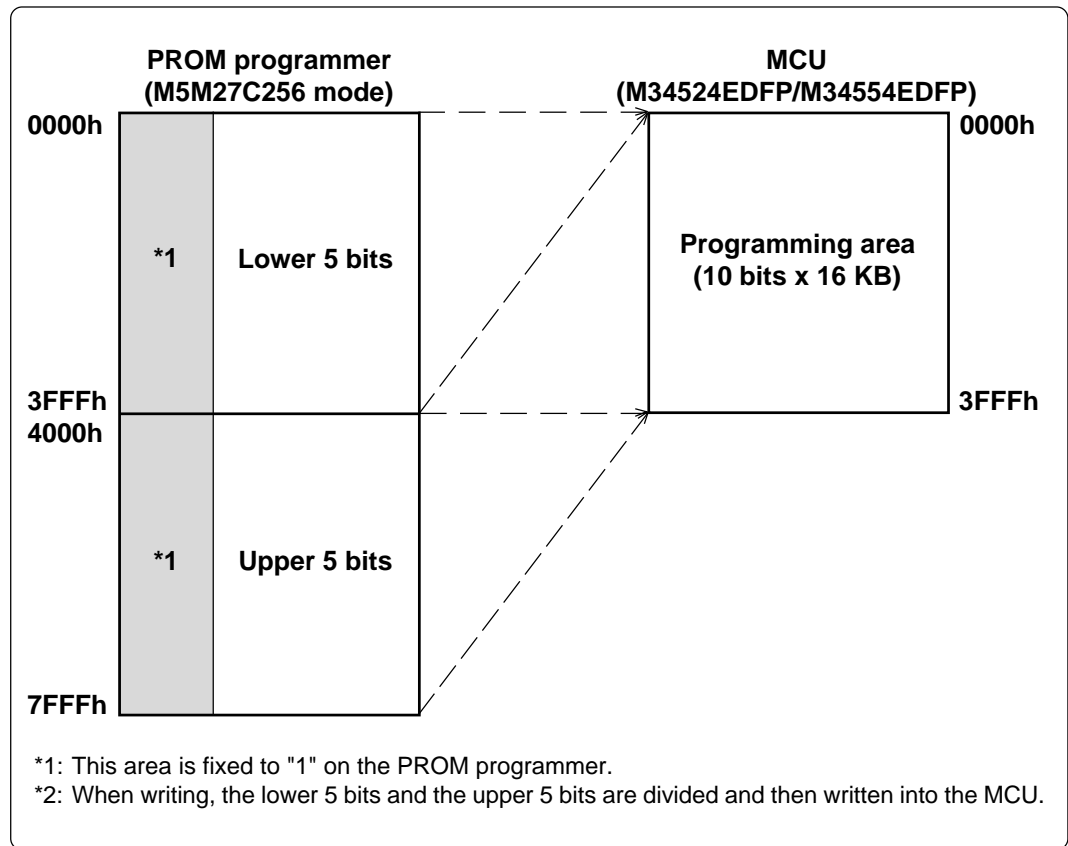 PROM programmer
(M5M27C256 mode)
MCU
(M34524EDFP/M34554EDFP)
0000h
0000h
*1
Lower 5 bits
Programming area
(10 bits x 16 KB)
3FFFh
3FFFh
4000h
*1
Upper 5 bits
7FFFh
*1: This area is fixed to "1" on the PROM programmer.
*2: When writing, the lower 5 bits and the upper 5 bits are divided and then written into the MCU.